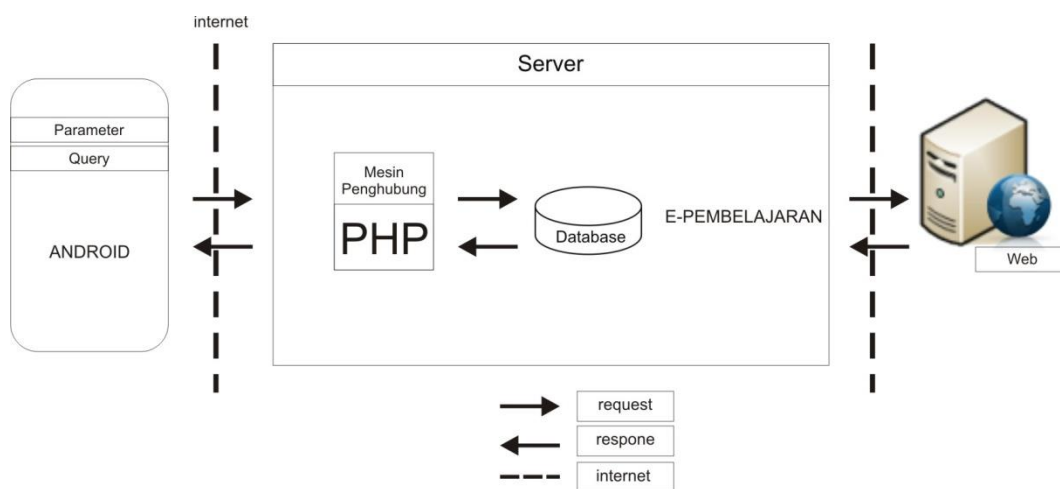 internet
Server
Parameter
Query
ANDROID
Mesin
Penghubung
PHP
Database
E-PEMBELAJARAN
Web
request
respone
internet